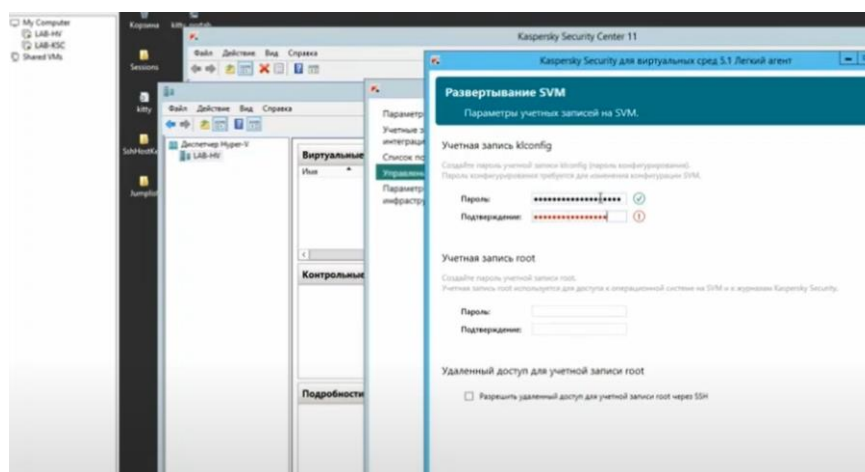 My Computer
LAB-HV
LAB-KSC
Shared VMs
Корзина
Sessions
kitty
Kaspersky Security Center 11
Файл Действие Вид Справка
Файл Действие Вид Справка
Диспетчер Hyper-V
LAB-HV
Виртуальные
Имя
Контрольные
Подробности
Параметр
Учетные з
интеграци
Список по
Управлени
Параметр
инфрастру
Kaspersky Security для виртуальных сред 5.1 Легкий агент
Развертывание SVM
Параметры учетных записей на SVM.
Учетная запись klconfig
Создайте пароль учетной записи klconfig (пароль конфигурирования).
Пароль конфигурирования требуется для изменения конфигурации SVM.
Пароль:
Подтверждение:
Учетная запись root
Создайте пароль учетной записи root.
Учетная запись root используется для доступа к операционной системе на SVM и к журналам Kaspersky Security.
Пароль:
Подтверждение:
Удаленный доступ для учетной записи root
Разрешить удаленный доступ для учетной записи root через SSH